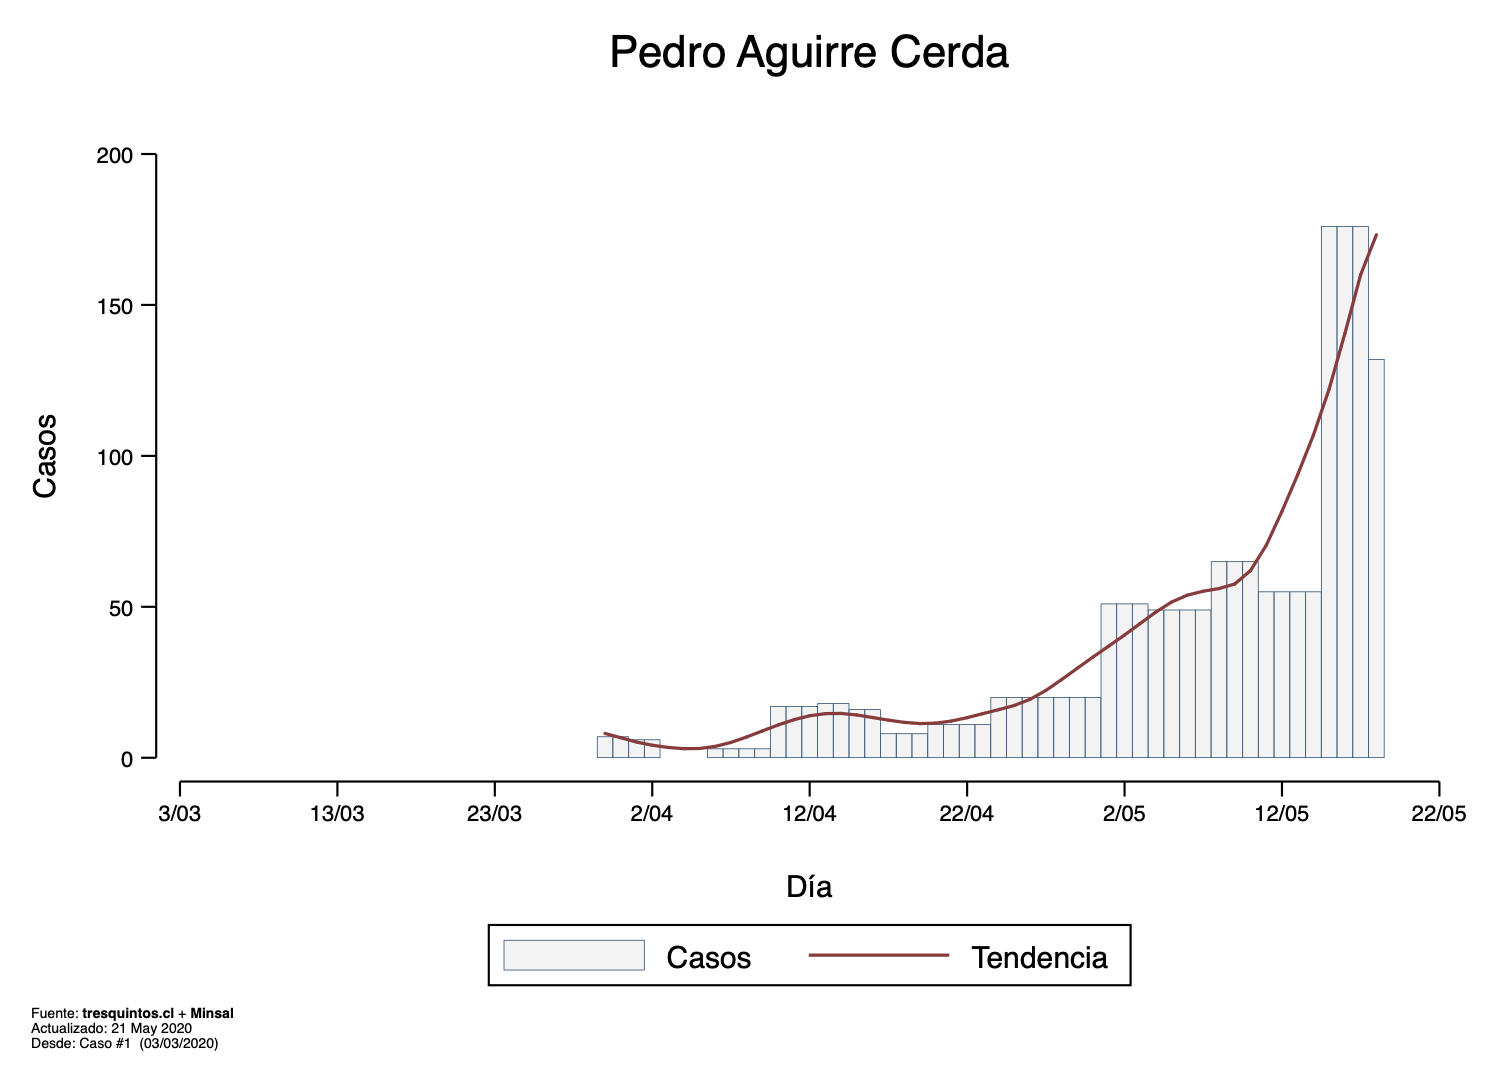 Pedro Aguirre Cerda
200
150
100
50
0
Casos
3/03 13/03 23/03 2/04 12/04 22/04 2/05 12/05 22/05
Día
Casos Tendencia
Fuente: tresquintos.cl + Minsal
Actualizado: 21 May 2020
Desde: Caso #1 (03/03/2020)